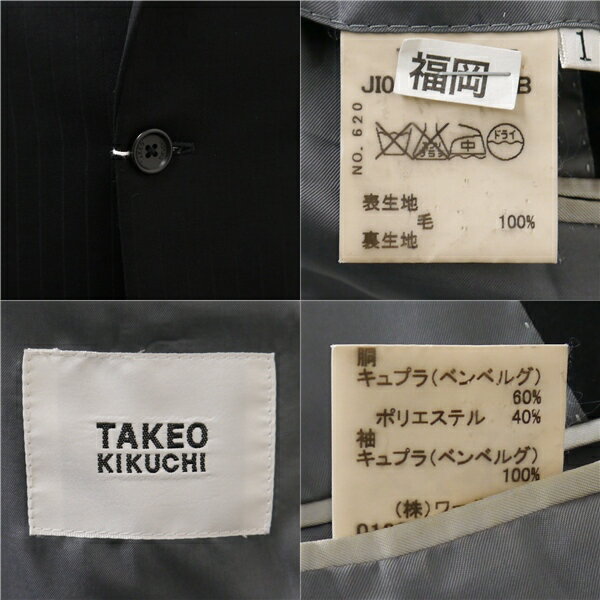 JI0
福岡
B
1
NO. 620
中
ドライ
表生地
毛 100%
裏生地
TAKEO
KIKUCHI
胴
キュプラ(ベンベルグ)
60%
ポリエステル 40%
袖
キュプラ(ベンベルグ)
100%
(株)ワー